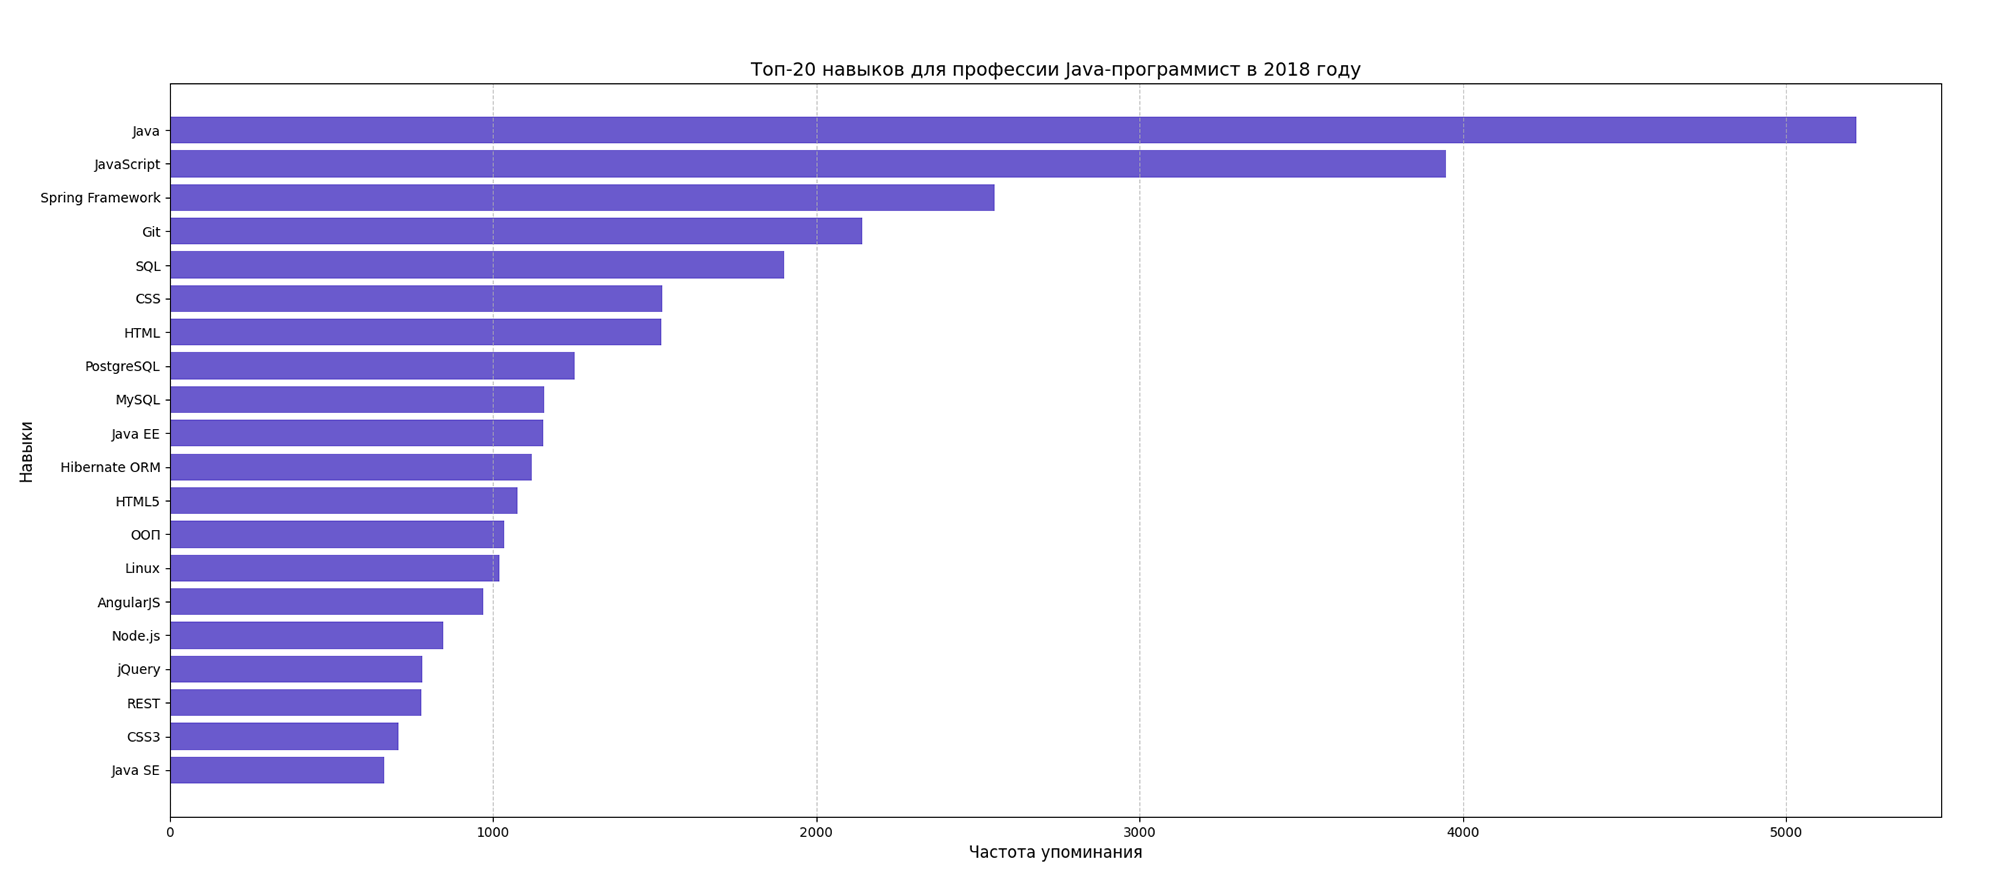 Топ-20 навыков для профессии Java-программист в 2018 году
Java
JavaScript
Spring Framework
Git
SQL
CSS
HTML
PostgreSQL
MySQL
Java EE
Hibernate ORM
HTML5
ООП
Linux
AngularJS
Node.js
jQuery
REST
CSS3
Java SE
Навыки
0 1000 2000 3000 4000 5000
Частота упоминания